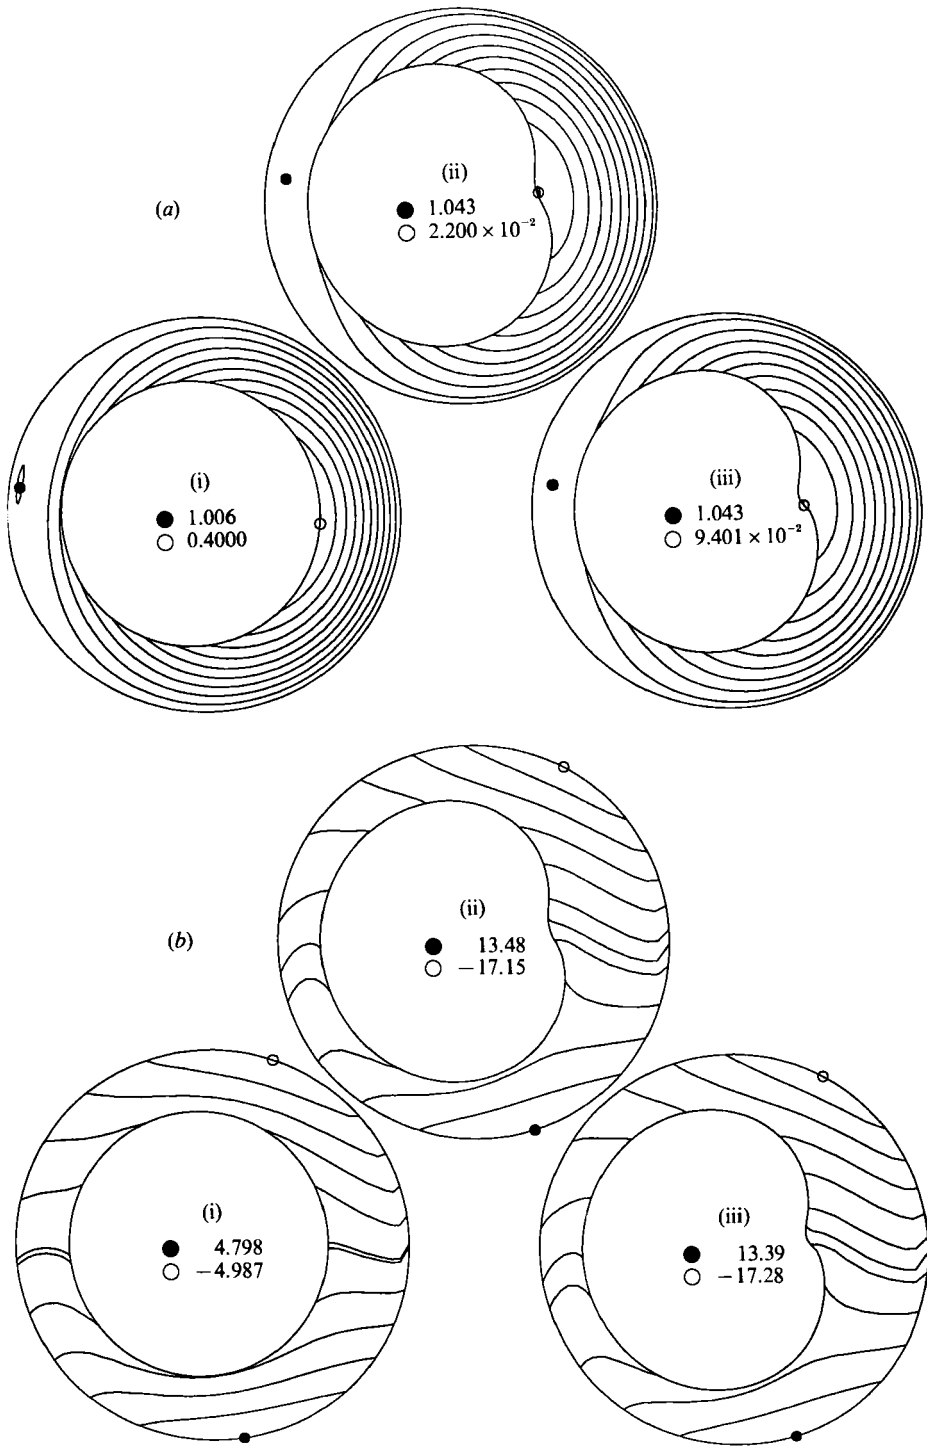 (ii)
● 1.043
○ 2.200 × 10⁻²
(a)
(i)
● 1.006
○ 0.4000
(iii)
● 1.043
○ 9.401 × 10⁻²
(ii)
● 13.48
○ −17.15
(b)
(i)
● 4.798
○ −4.987
(iii)
● 13.39
○ −17.28